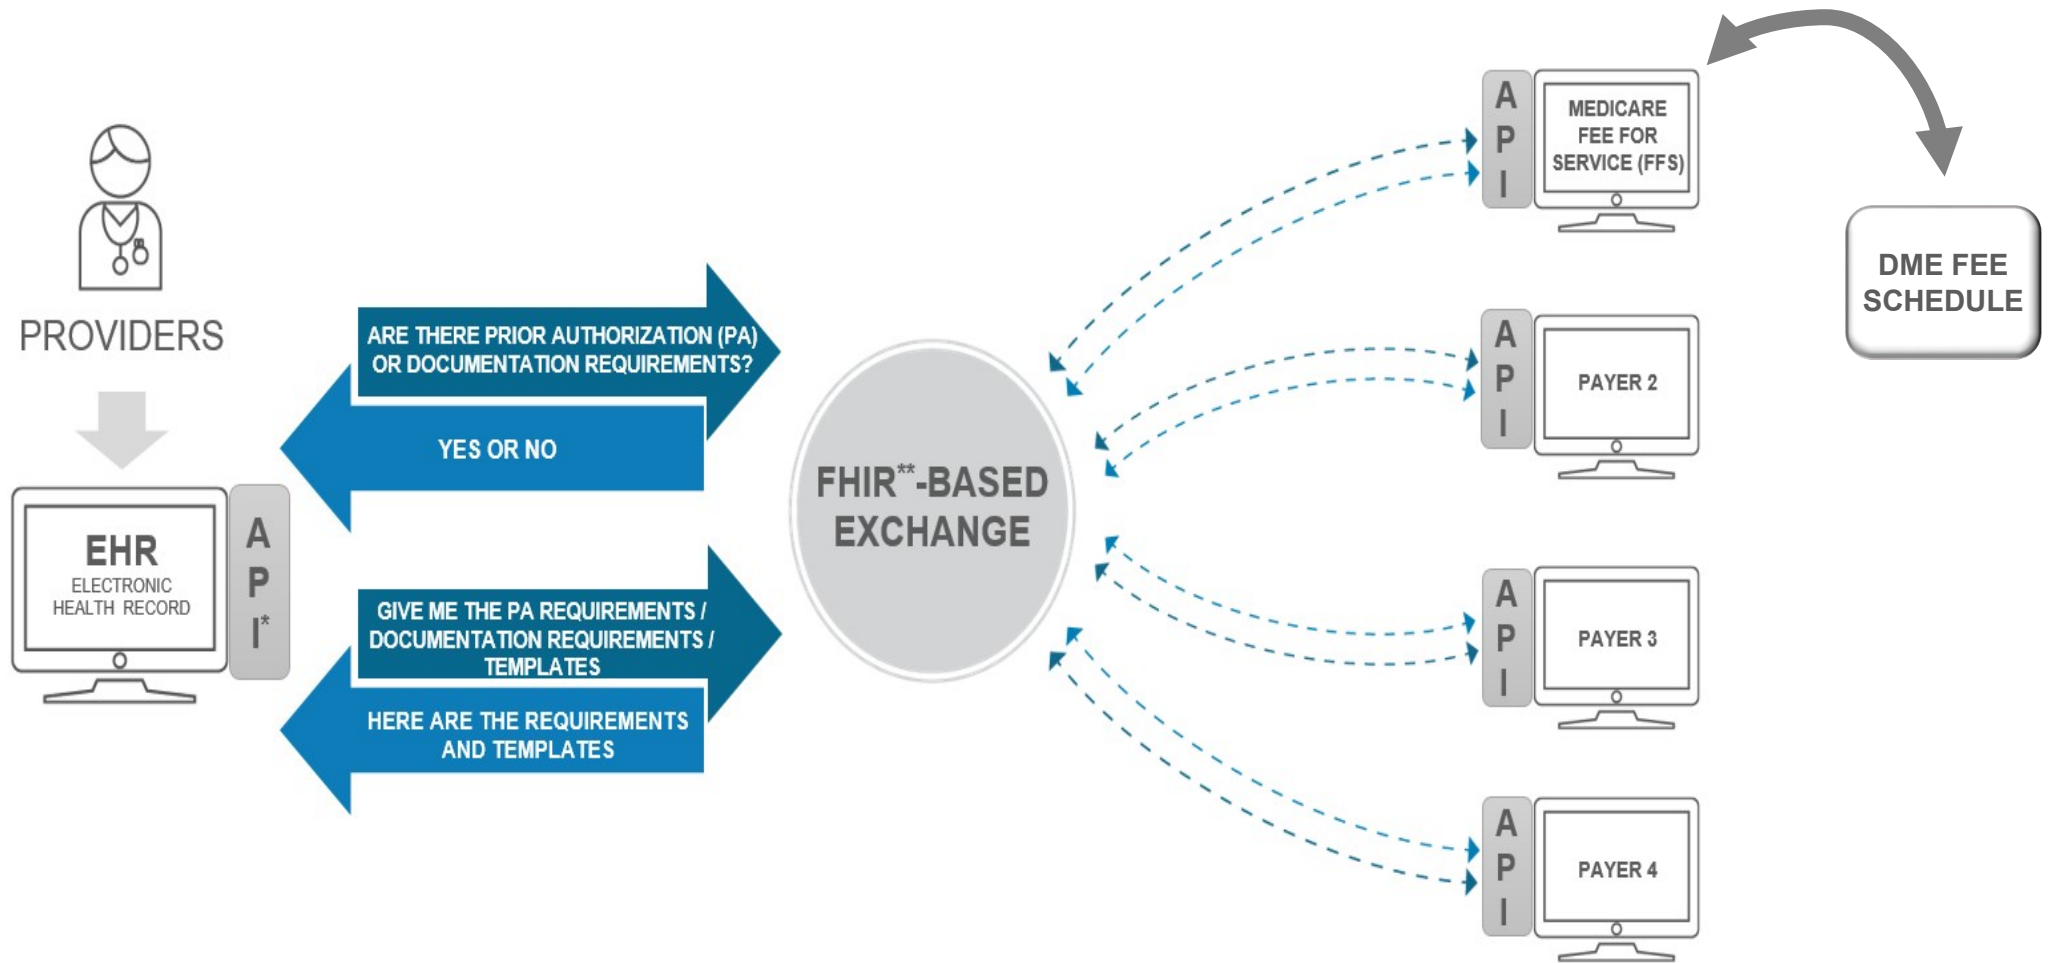 PROVIDERS
EHR
ELECTRONIC
HEALTH RECORD
A
P
I*
ARE THERE PRIOR AUTHORIZATION (PA)
OR DOCUMENTATION REQUIREMENTS?
YES OR NO
GIVE ME THE PA REQUIREMENTS /
DOCUMENTATION REQUIREMENTS /
TEMPLATES
HERE ARE THE REQUIREMENTS
AND TEMPLATES
FHIR**-BASED
EXCHANGE
A
P
I
MEDICARE
FEE FOR
SERVICE (FFS)
A
P
I
PAYER 2
A
P
I
PAYER 3
A
P
I
PAYER 4
DME FEE
SCHEDULE